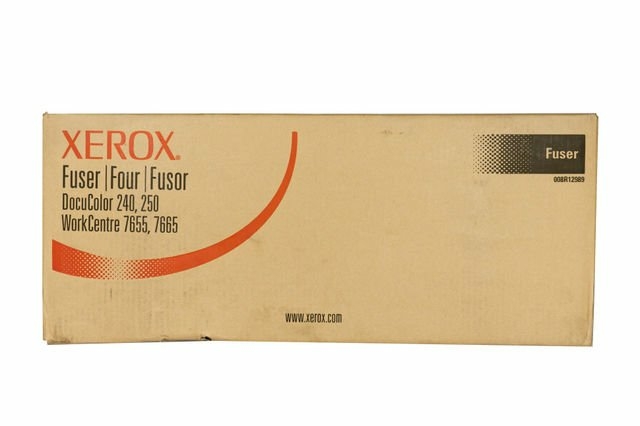 XEROX.
Fuser | Four | Fusor
DocuColor 240, 250
WorkCentre 7655, 7665
Fuser
008R12989
www.xerox.com